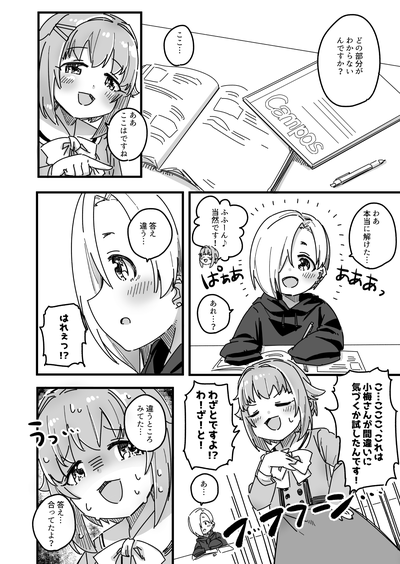 どの部分が
わからない
んですか？
ここ…
Campos
ああ
ここはですね
わあ
本当に解けた…
ふふーん♪
当然です！
ぱぁあ
あああ
あれ…？
答え
違う…
はれえっ!?
こ…ここ、これは
小梅さんが間違いに
気づくか試したんです！
わざとですよ!?
わ！ざ！と！
ブフフーン
あ…
違うところ
みてた…
うっ…
答え…
合ってたよ？